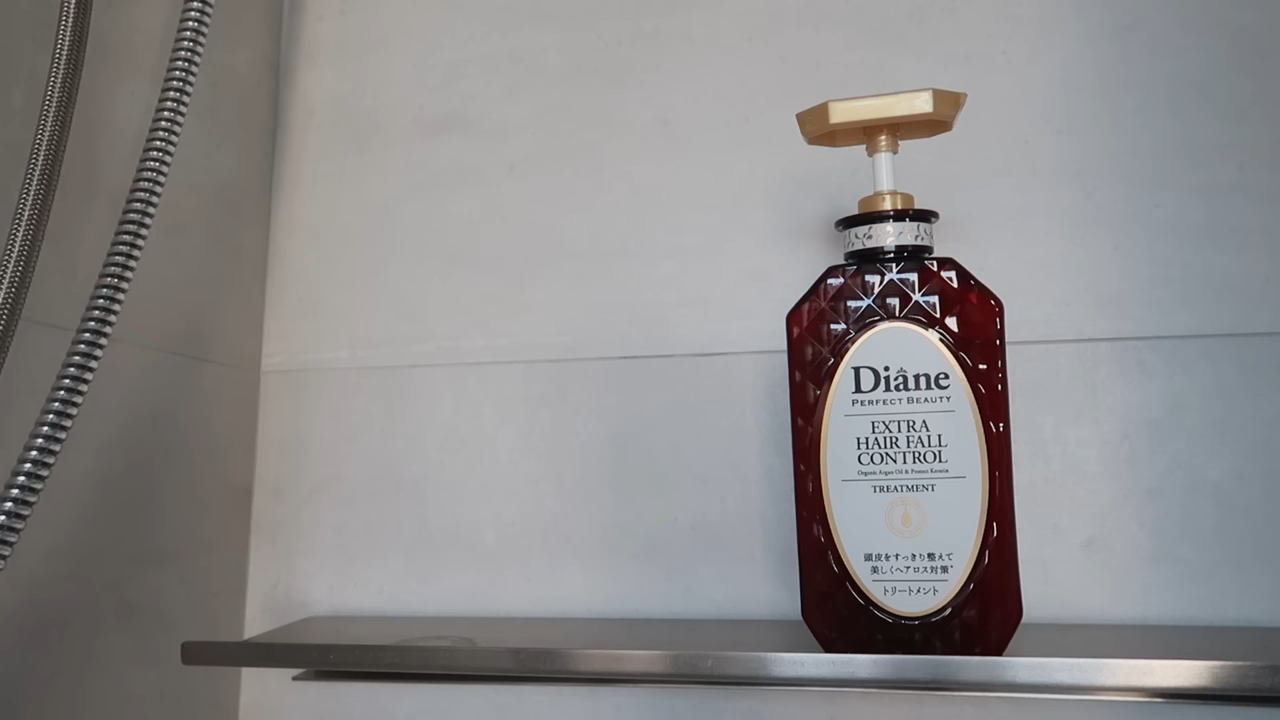 Diane
PERFECT BEAUTY
EXTRA
HAIR FALL
CONTROL
Organic Argan Oil & Protect Keratin
TREATMENT
頭皮をすっきり整えて
美しくヘアロス対策*
トリートメント